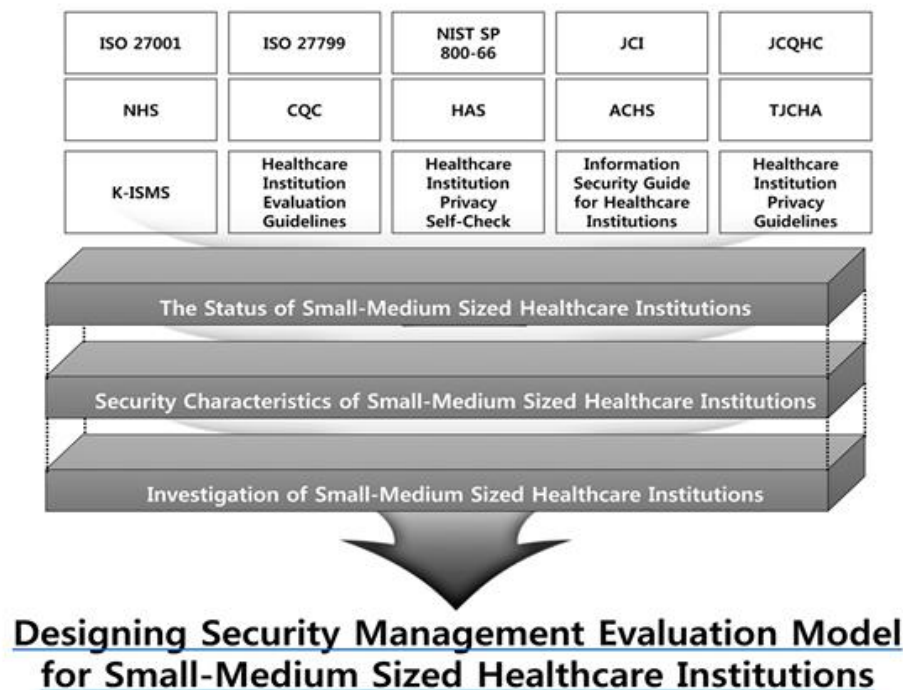 ISO 27001
ISO 27799
NIST SP
800-66
JCI
JCQHC
NHS
CQC
HAS
ACHS
TJCHA
K-ISMS
Healthcare
Institution
Evaluation
Guidelines
Healthcare
Institution
Privacy
Self-Check
Information
Security Guide
for Healthcare
Institutions
Healthcare
Institution
Privacy
Guidelines
The Status of Small-Medium Sized Healthcare Institutions
Security Characteristics of Small-Medium Sized Healthcare Institutions
Investigation of Small-Medium Sized Healthcare Institutions
Designing Security Management Evaluation Model
for Small-Medium Sized Healthcare Institutions